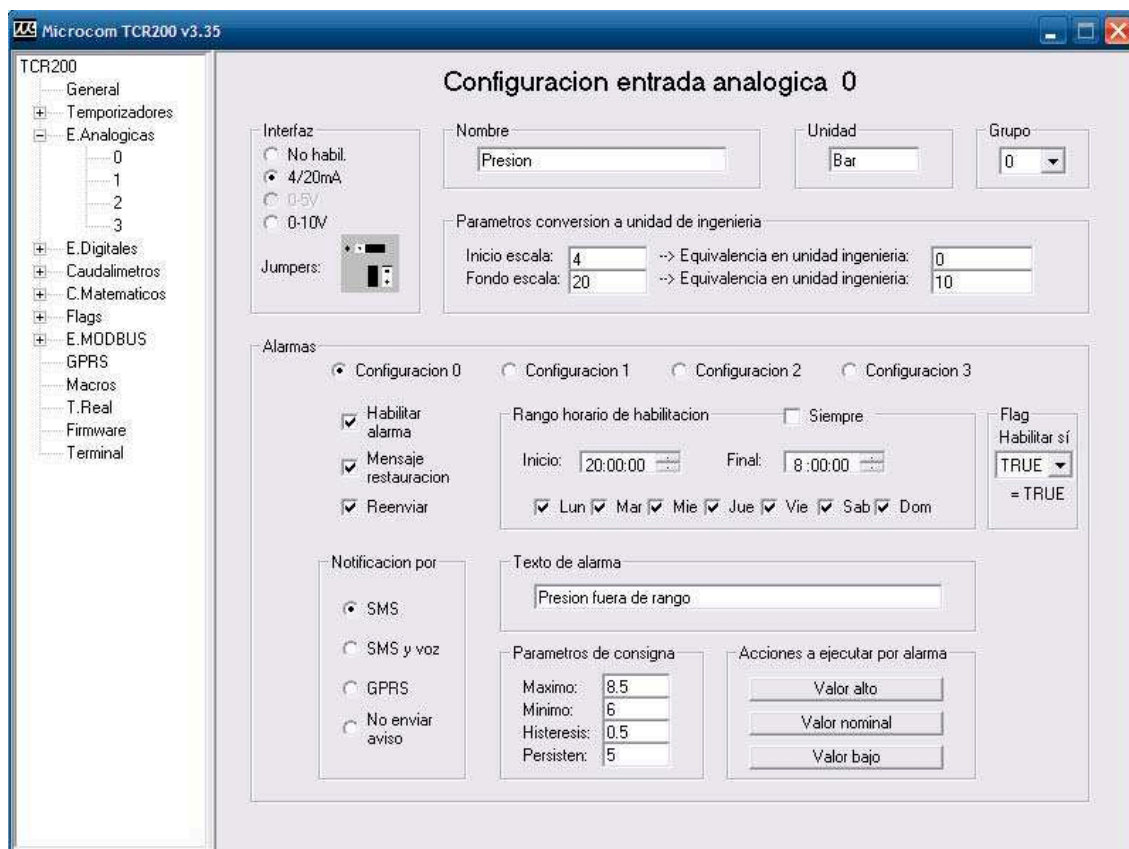 Microcom TCR200 v3.35
TCR200
General
Temporizadores
E.Analogicas
0
1
2
3
E.Digitales
Caudalimetros
C.Matematicos
Flags
E.MODBUS
GPRS
Macros
T.Real
Firmware
Terminal
Configuracion entrada analogica 0
Interfaz
No habil.
4/20mA
0-5V
0-10V
Jumpers:
Nombre
Presion
Unidad
Bar
Grupo
0
Parametros conversion a unidad de ingenieria
Inicio escala: 4 --> Equivalencia en unidad ingenieria: 0
Fondo escala: 20 --> Equivalencia en unidad ingenieria: 10
Alarmas
Configuracion 0 Configuracion 1 Configuracion 2 Configuracion 3
Habilitar
alarma
Mensaje
restauracion
Reenviar
Rango horario de habilitacion Siempre
Inicio: 20:00:00 Final: 8:00:00
Lun Mar Mie Jue Vie Sab Dom
Flag
Habilitar sí
TRUE
= TRUE
Notificacion por
SMS
SMS y voz
GPRS
No enviar
aviso
Texto de alarma
Presion fuera de rango
Parametros de consigna
Maximo: 8.5
Minimo: 6
Histeresis: 0.5
Persisten: 5
Acciones a ejecutar por alarma
Valor alto
Valor nominal
Valor bajo